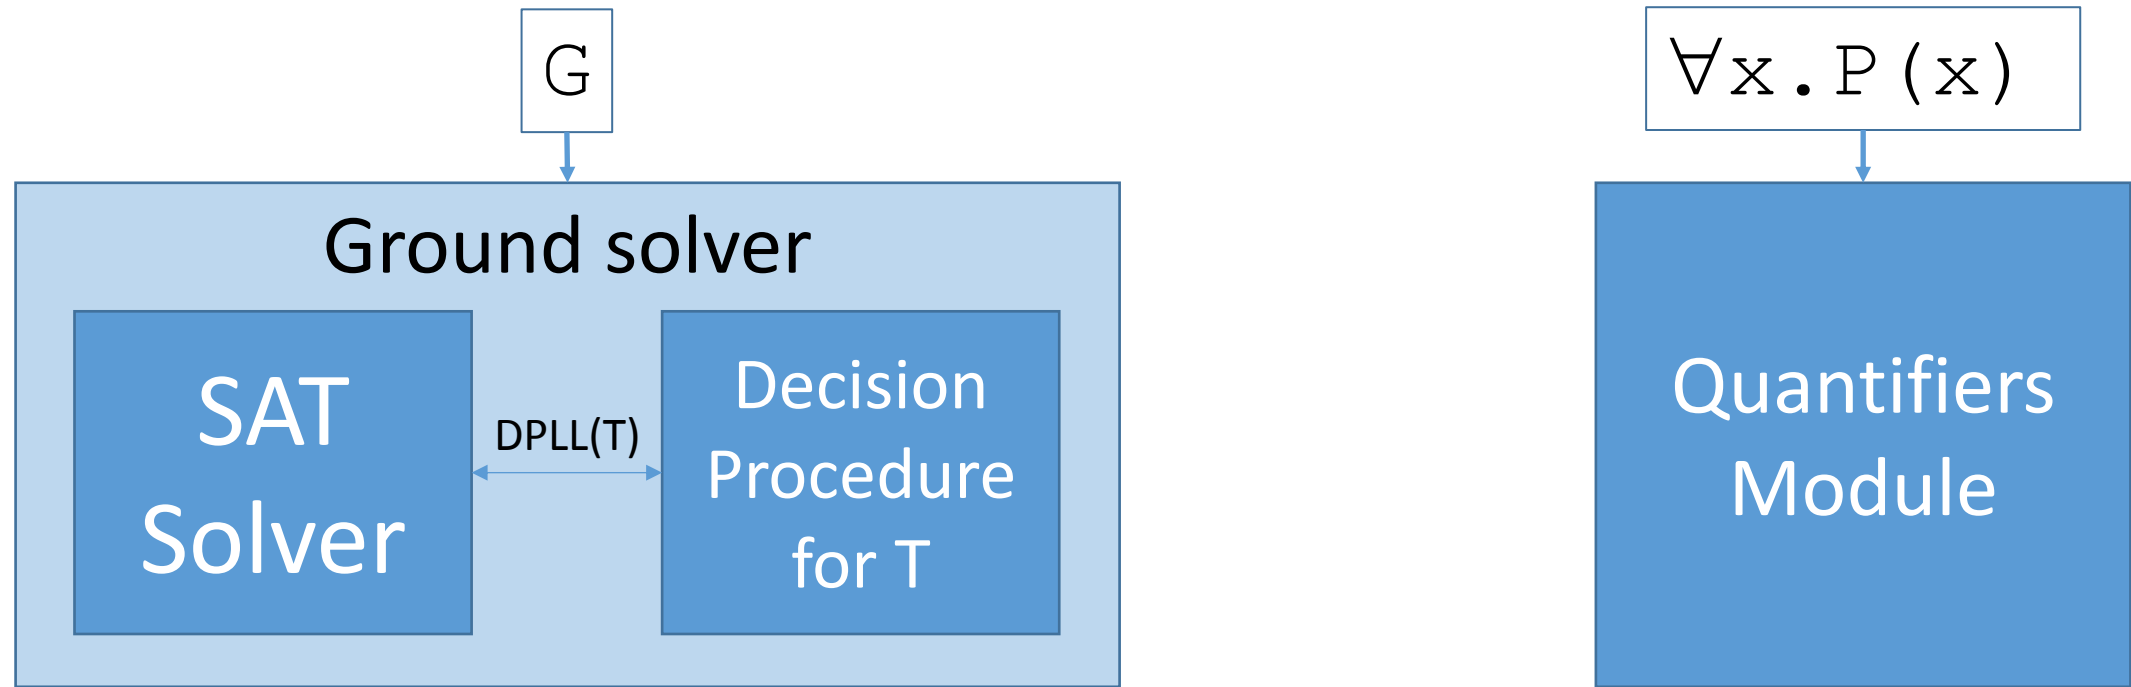 G
∀x.P(x)
Ground solver
SAT
Solver
DPLL(T)
Decision
Procedure
for T
Quantifiers
Module